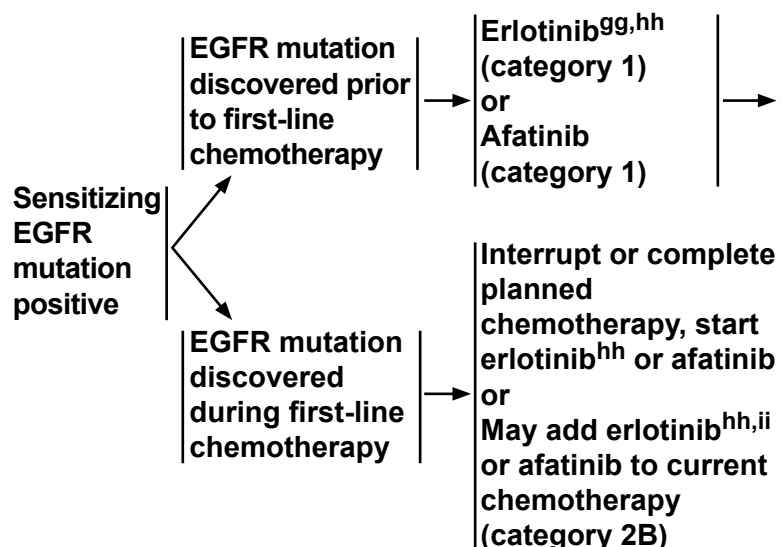 Sensitizing
EGFR
mutation
positive
EGFR mutation
discovered prior
to first-line
chemotherapy
Erlotinibgg,hh
(category 1)
or
Afatinib
(category 1)
EGFR mutation
discovered
during first-line
chemotherapy
Interrupt or complete
planned
chemotherapy, start
erlotinibhh or afatinib
or
May add erlotinibhh,ii
or afatinib to current
chemotherapy
(category 2B)